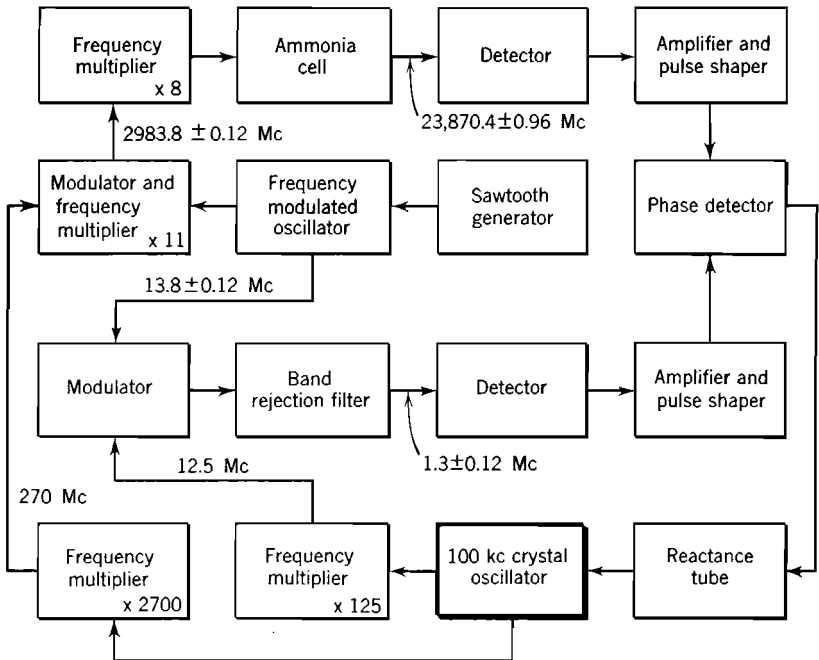 Frequency
multiplier
x 8
Ammonia
cell
Detector
Amplifier and
pulse shaper
2983.8 ±0.12 Mc
23,870.4±0.96 Mc
Modulator and
frequency
multiplier
x 11
Frequency
modulated
oscillator
Sawtooth
generator
Phase detector
13.8±0.12 Mc
Modulator
Band
rejection filter
Detector
Amplifier and
pulse shaper
12.5 Mc
1.3±0.12 Mc
270 Mc
Frequency
multiplier
x 2700
Frequency
multiplier
x 125
100 kc crystal
oscillator
Reactance
tube